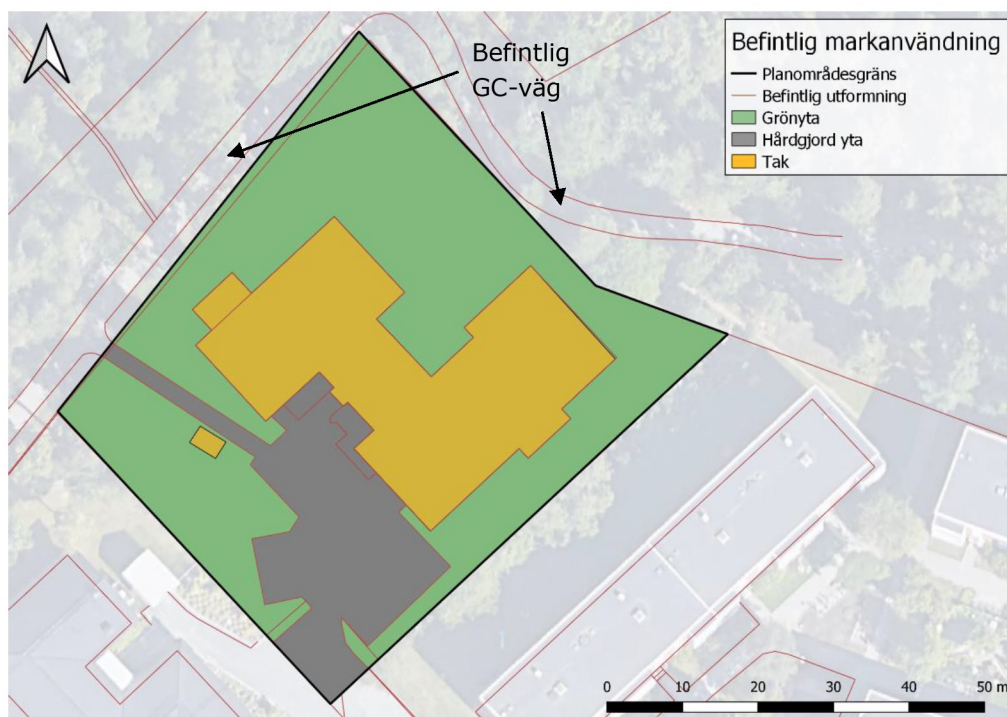 Befintlig
GC-väg
Befintlig markanvändning
Planområdesgräns
Befintlig utformning
Grönyta
Hårdgjord yta
Tak
0 10 20 30 40 50 m